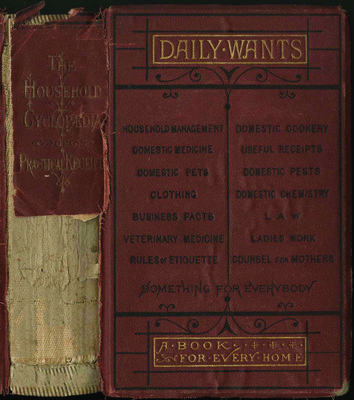 THE
HOUSEHOLD
CYCLOPÆDIA
OF
PRACTICAL RECEIPTS
DAILY·WANTS
HOUSEHOLD MANAGEMENT
DOMESTIC MEDICINE
DOMESTIC PETS
CLOTHING
BUSINESS FACTS
VETERINARY MEDICINE
RULES of ETIQUETTE
DOMESTIC COOKERY
USEFUL RECEIPTS
DOMESTIC PESTS
DOMESTIC CHEMISTRY
LAW
LADIES WORK
COUNSEL FOR MOTHERS
SOMETHING FOR EVERYBODY
A·BOOK
FOR·EVERY·HOME